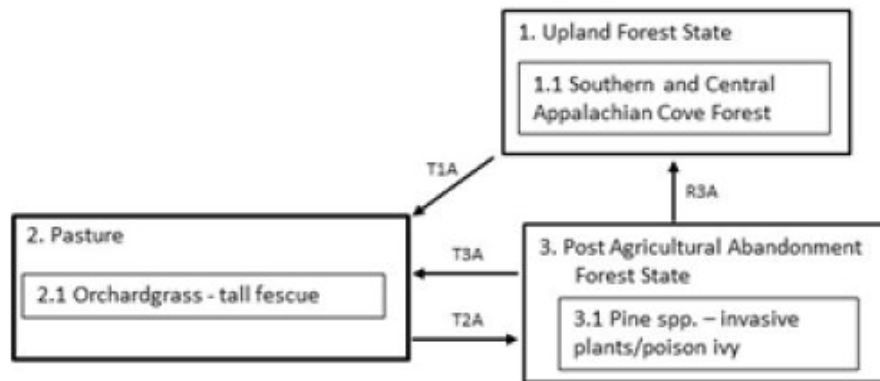 1. Upland Forest State
1.1 Southern and Central
Appalachian Cove Forest
T1A
R3A
2. Pasture
2.1 Orchardgrass - tall fescue
T3A
T2A
3. Post Agricultural Abandonment
Forest State
3.1 Pine spp. – invasive
plants/poison ivy